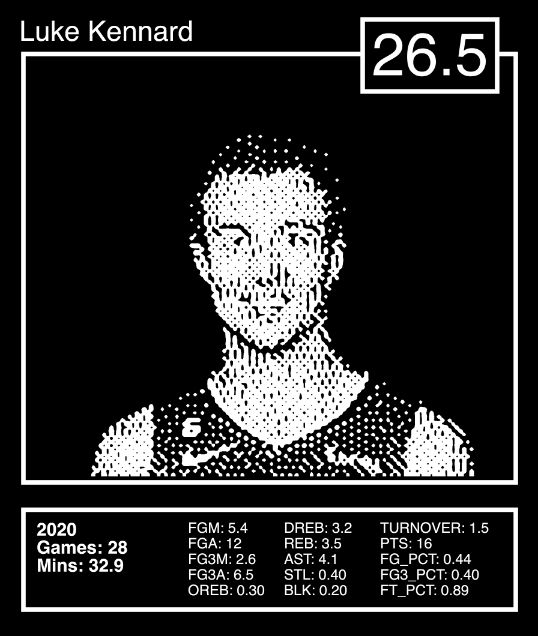 Luke Kennard
26.5
2020
Games: 28
Mins: 32.9
FGM: 5.4
FGA: 12
FG3M: 2.6
FG3A: 6.5
OREB: 0.30
DREB: 3.2
REB: 3.5
AST: 4.1
STL: 0.40
BLK: 0.20
TURNOVER: 1.5
PTS: 16
FG_PCT: 0.44
FG3_PCT: 0.40
FT_PCT: 0.89